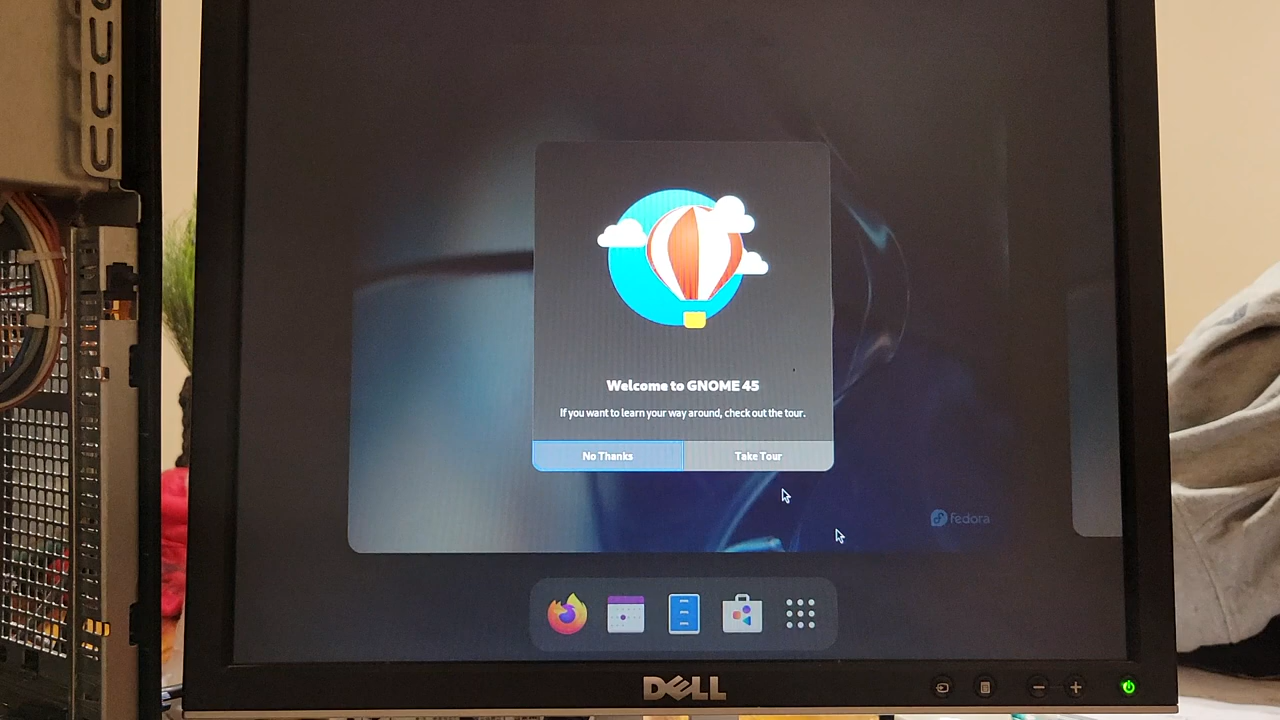 Welcome to GNOME 45
If you want to learn your way around, check out the tour.
No Thanks
Take Tour
fedora
DELL